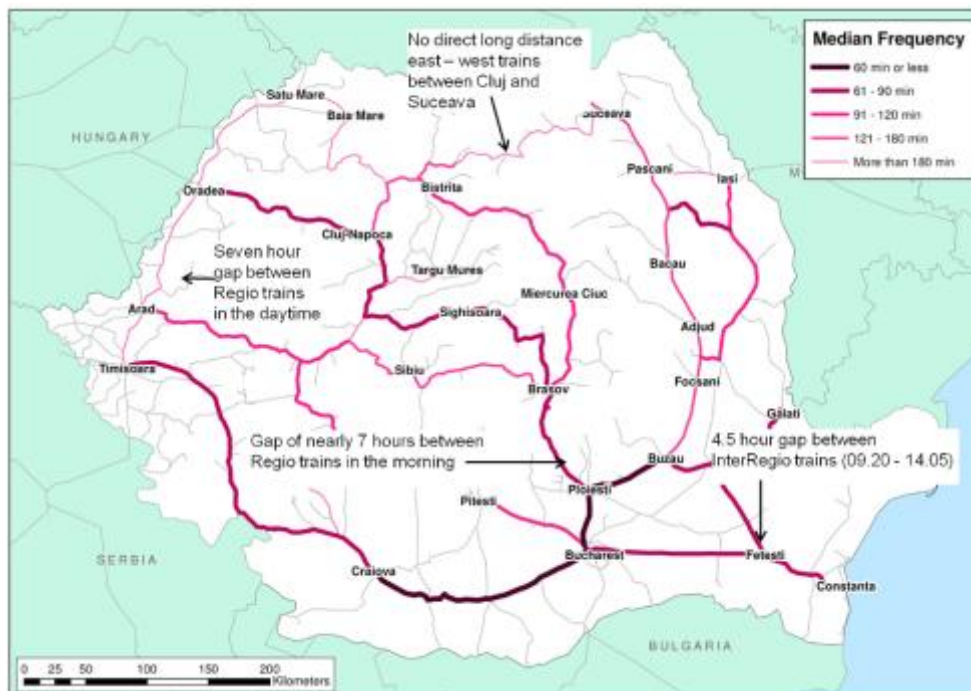 No direct long distance
east – west trains
between Cluj and
Suceava
Median Frequency
60 min or less
61 - 90 min
91 - 120 min
121 - 180 min
More than 180 min
HUNGARY
Satu Mare
Baia Mare
Suceava
Pascani
Iasi
Oradea
Bistrita
Cluj-Napoca
Seven hour
gap between
Regio trains
in the daytime
Targu Mures
Bacau
Miercurea Ciuc
Arad
Sighisoara
Adjud
Timisoara
Sibiu
Brasov
Focsani
Galati
Gap of nearly 7 hours between
Regio trains in the morning
4.5 hour gap between
InterRegio trains (09.20 - 14.05)
Buzau
Ploiesti
Pitesti
Bucharest
Fetesti
SERBIA
Craiova
Constanta
BULGARIA
0 25 50 100 150 200
Kilometers